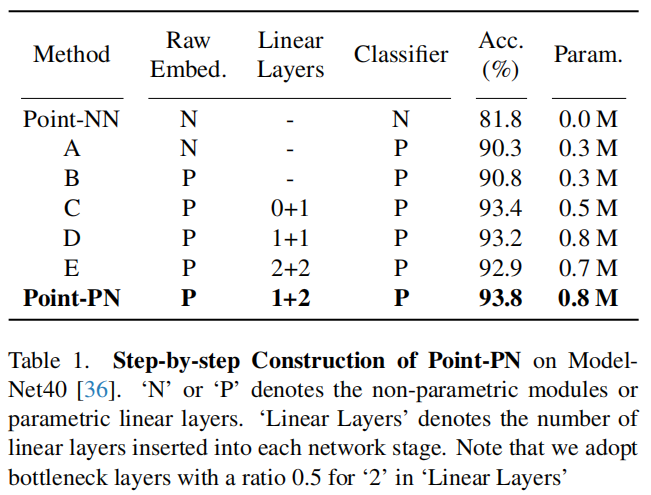 Method Raw Embed. Linear Layers Classifier Acc. (%) Param.
Point-NN N - N 81.8 0.0 M
A N - P 90.3 0.3 M
B P - P 90.8 0.3 M
C P 0+1 P 93.4 0.5 M
D P 1+1 P 93.2 0.8 M
E P 2+2 P 92.9 0.7 M
Point-PN P 1+2 P 93.8 0.8 M
Table 1. Step-by-step Construction of Point-PN on Model-
Net40 [36]. ‘N’ or ‘P’ denotes the non-parametric modules or
parametric linear layers. ‘Linear Layers’ denotes the number of
linear layers inserted into each network stage. Note that we adopt
bottleneck layers with a ratio 0.5 for ‘2’ in ‘Linear Layers’